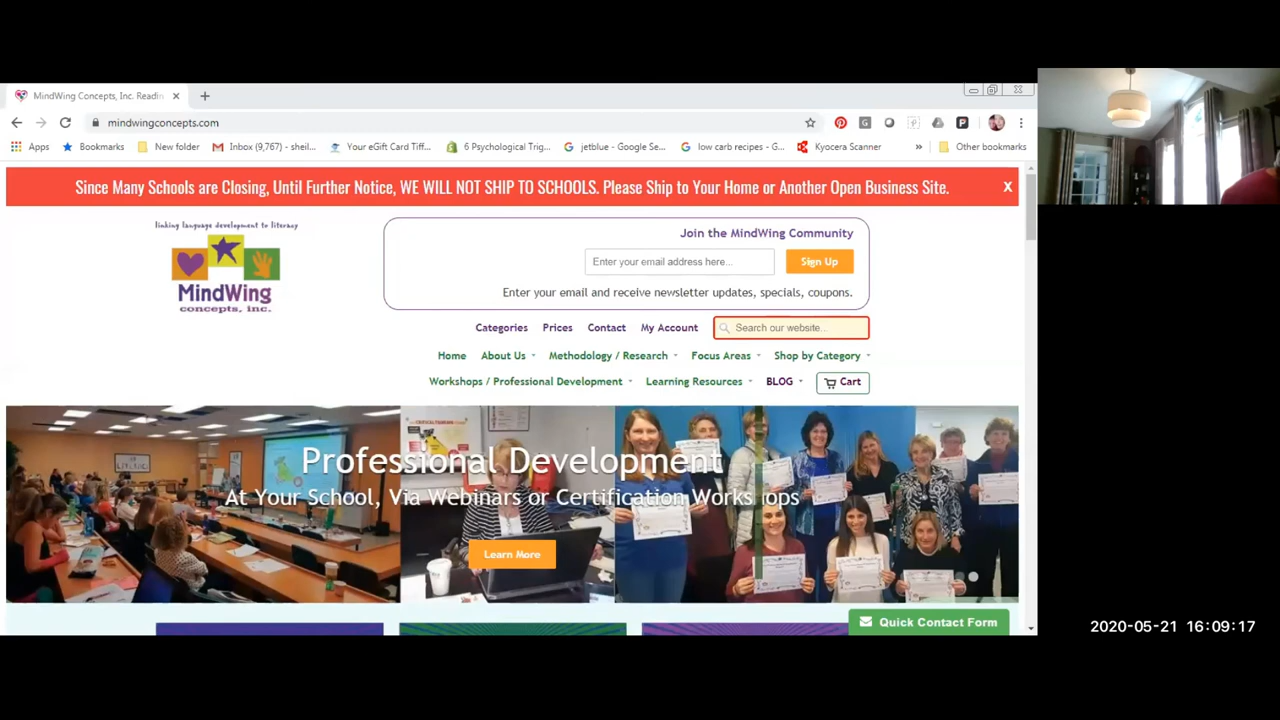 MindWing Concepts, Inc. Readin
mindwingconcepts.com
Apps
Bookmarks
New folder
Inbox (9,767) - sheil...
Your eGift Card Tiff...
6 Psychological Trig...
jetblue - Google Se...
low carb recipes - G...
Kyocera Scanner
»
Other bookmarks
Since Many Schools are Closing, Until Further Notice, WE WILL NOT SHIP TO SCHOOLS. Please Ship to Your Home or Another Open Business Site.
X
linking language development to literacy
MindWing
concepts, inc.
Join the MindWing Community
Enter your email address here...
Sign Up
Enter your email and receive newsletter updates, specials, coupons.
Categories Prices Contact My Account
Search our website...
Home About Us Methodology / Research Focus Areas Shop by Category
Workshops / Professional Development Learning Resources BLOG Cart
Professional Development
At Your School, Via Webinars or Certification Works ops
Learn More
Quick Contact Form
2020-05-21 16:09:17